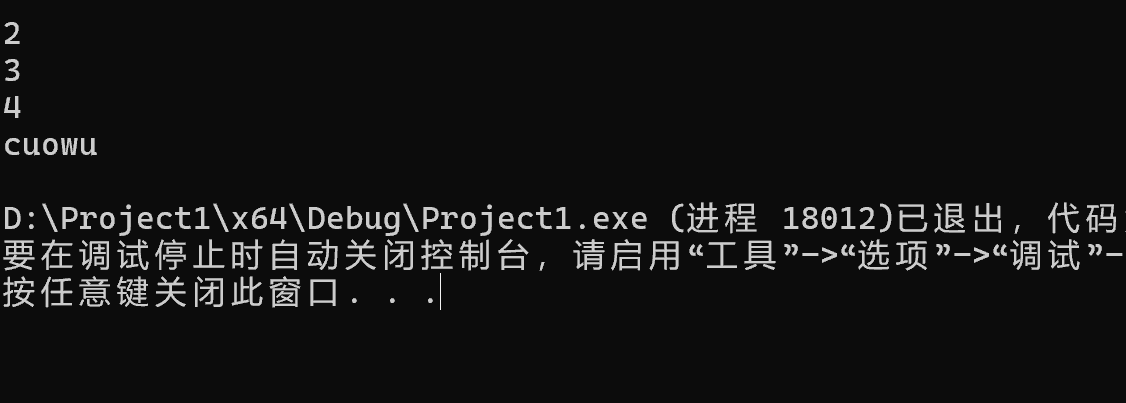 2
3
4
cuowu
D:\Project1\x64\Debug\Project1.exe (进程 18012)已退出，代码
要在调试停止时自动关闭控制台，请启用“工具”->“选项”->“调试”-
按任意键关闭此窗口. . .